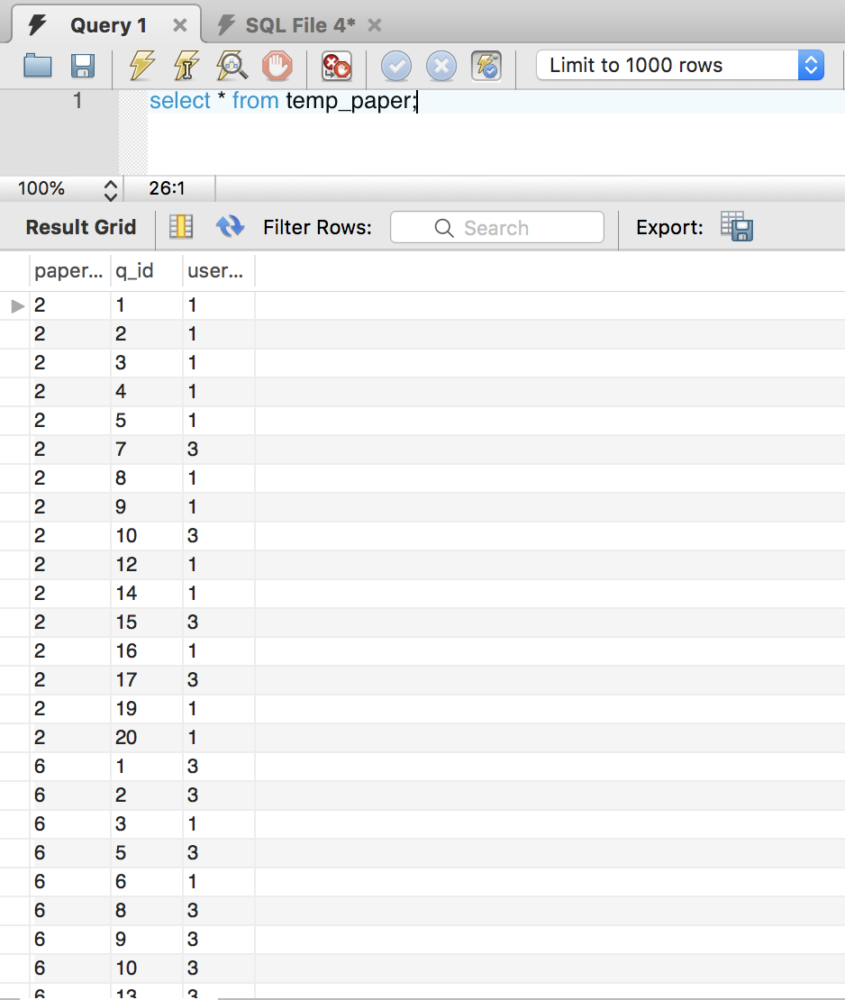 Query 1 SQL File 4*
Limit to 1000 rows
1 select * from temp_paper;
100% 26:1
Result Grid Filter Rows: Search Export:
paper... q_id user...
2 1 1
2 2 1
2 3 1
2 4 1
2 5 1
2 7 3
2 8 1
2 9 1
2 10 3
2 12 1
2 14 1
2 15 3
2 16 1
2 17 3
2 19 1
2 20 1
6 1 3
6 2 3
6 3 1
6 5 3
6 6 1
6 8 3
6 9 3
6 10 3
6 13 3